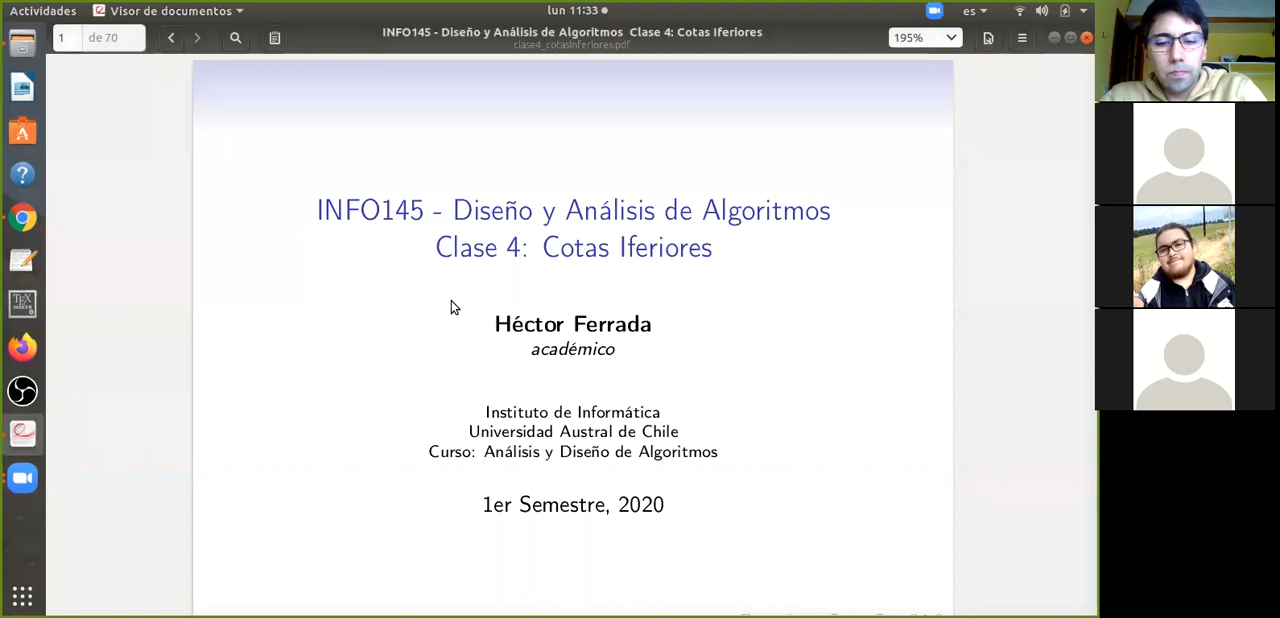 Actividades
Visor de documentos
lun 11:33
es
1
de 70
INFO145 - Diseño y Análisis de Algoritmos Clase 4: Cotas Iferiores
clase4_cotasInferiores.pdf
195%
INFO145 - Diseño y Análisis de Algoritmos
Clase 4: Cotas Iferiores
Héctor Ferrada
académico
Instituto de Informática
Universidad Austral de Chile
Curso: Análisis y Diseño de Algoritmos
1er Semestre, 2020